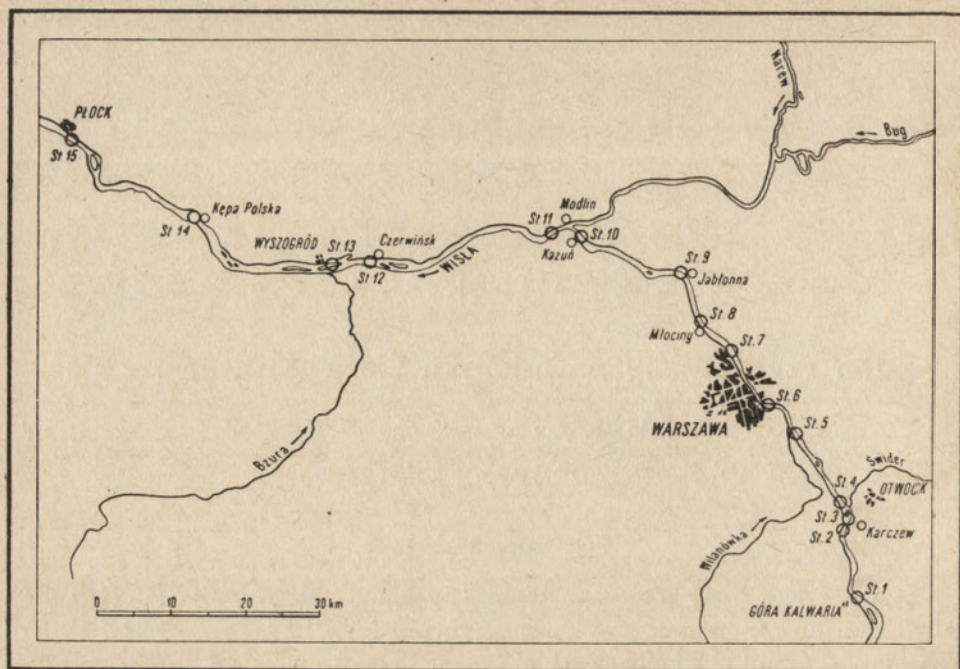 PŁOCK
St. 15
Kępa Polska
St. 14
WYSZOGRÓD
St. 13
Czerwińsk
St. 12
← WISŁA
St. 11
Modlin
St. 10
Kazuń
Narew
← Bug
St. 9
Jabłonna
St. 8
Młociny
St. 7
St. 6
WARSZAWA
St. 5
Bzura →
Świder
OTWOCK
St. 4
St. 3
St. 2
Karczew
Wilanówka
St. 1
GÓRA KALWARIA
0 10 20 30 km